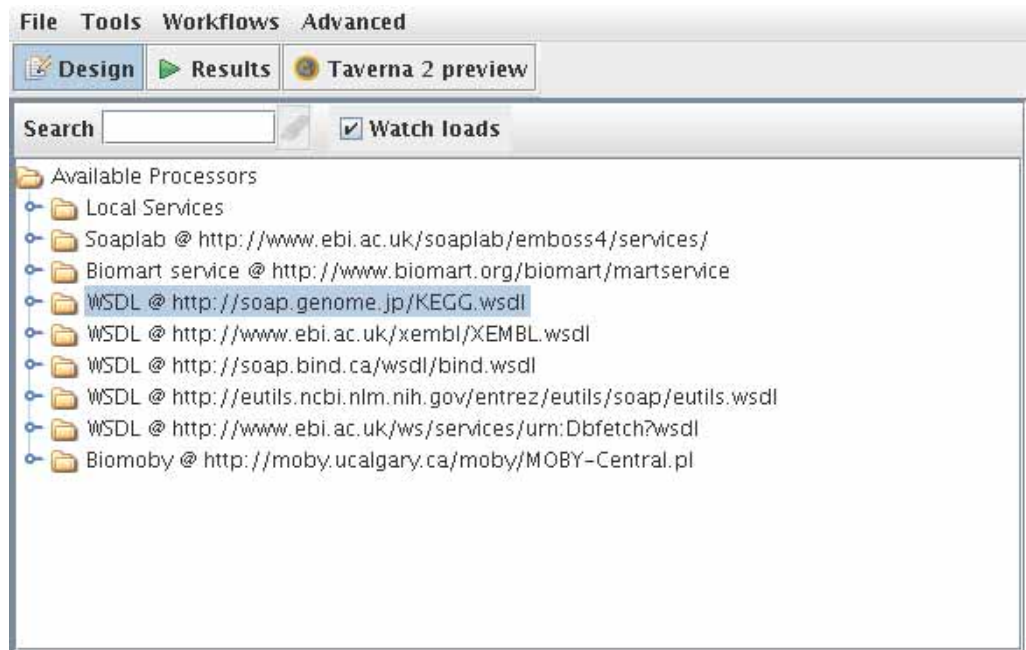 File Tools Workflows Advanced
Design Results Taverna 2 preview
Search Watch loads
Available Processors
Local Services
Soaplab @ http://www.ebi.ac.uk/soaplab/emboss4/services/
Biomart service @ http://www.biomart.org/biomart/martservice
WSDL @ http://soap.genome.jp/KEGG.wsdl
WSDL @ http://www.ebi.ac.uk/xembl/XEMBL.wsdl
WSDL @ http://soap.bind.ca/wsdl/bind.wsdl
WSDL @ http://eutils.ncbi.nlm.nih.gov/entrez/eutils/soap/eutils.wsdl
WSDL @ http://www.ebi.ac.uk/ws/services/urn:Dbfetch?wsdl
Biomoby @ http://moby.ucalgary.ca/moby/MOBY-Central.pl